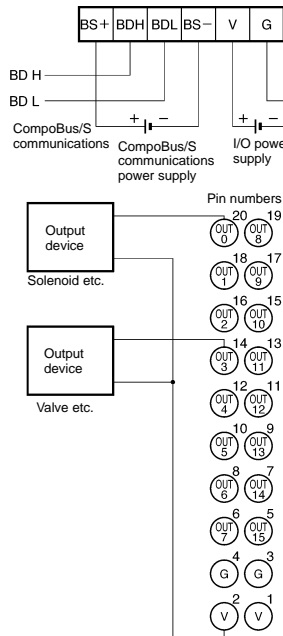 BS+ BDH BDL BS− V G
BD H
BD L
+ − + −
CompoBus/S
communications
CompoBus/S
communications
power supply
I/O powe
supply
Pin numbers
20 19
Output
device
OUT
0
OUT
8
Solenoid etc.
18 17
OUT
1
OUT
9
16 15
OUT
2
OUT
10
14 13
Output
device
OUT
3
OUT
11
Valve etc.
12 11
OUT
4
OUT
12
10 9
OUT
5
OUT
13
8 7
OUT
6
OUT
14
6 5
OUT
7
OUT
15
4 3
G G
2 1
V V